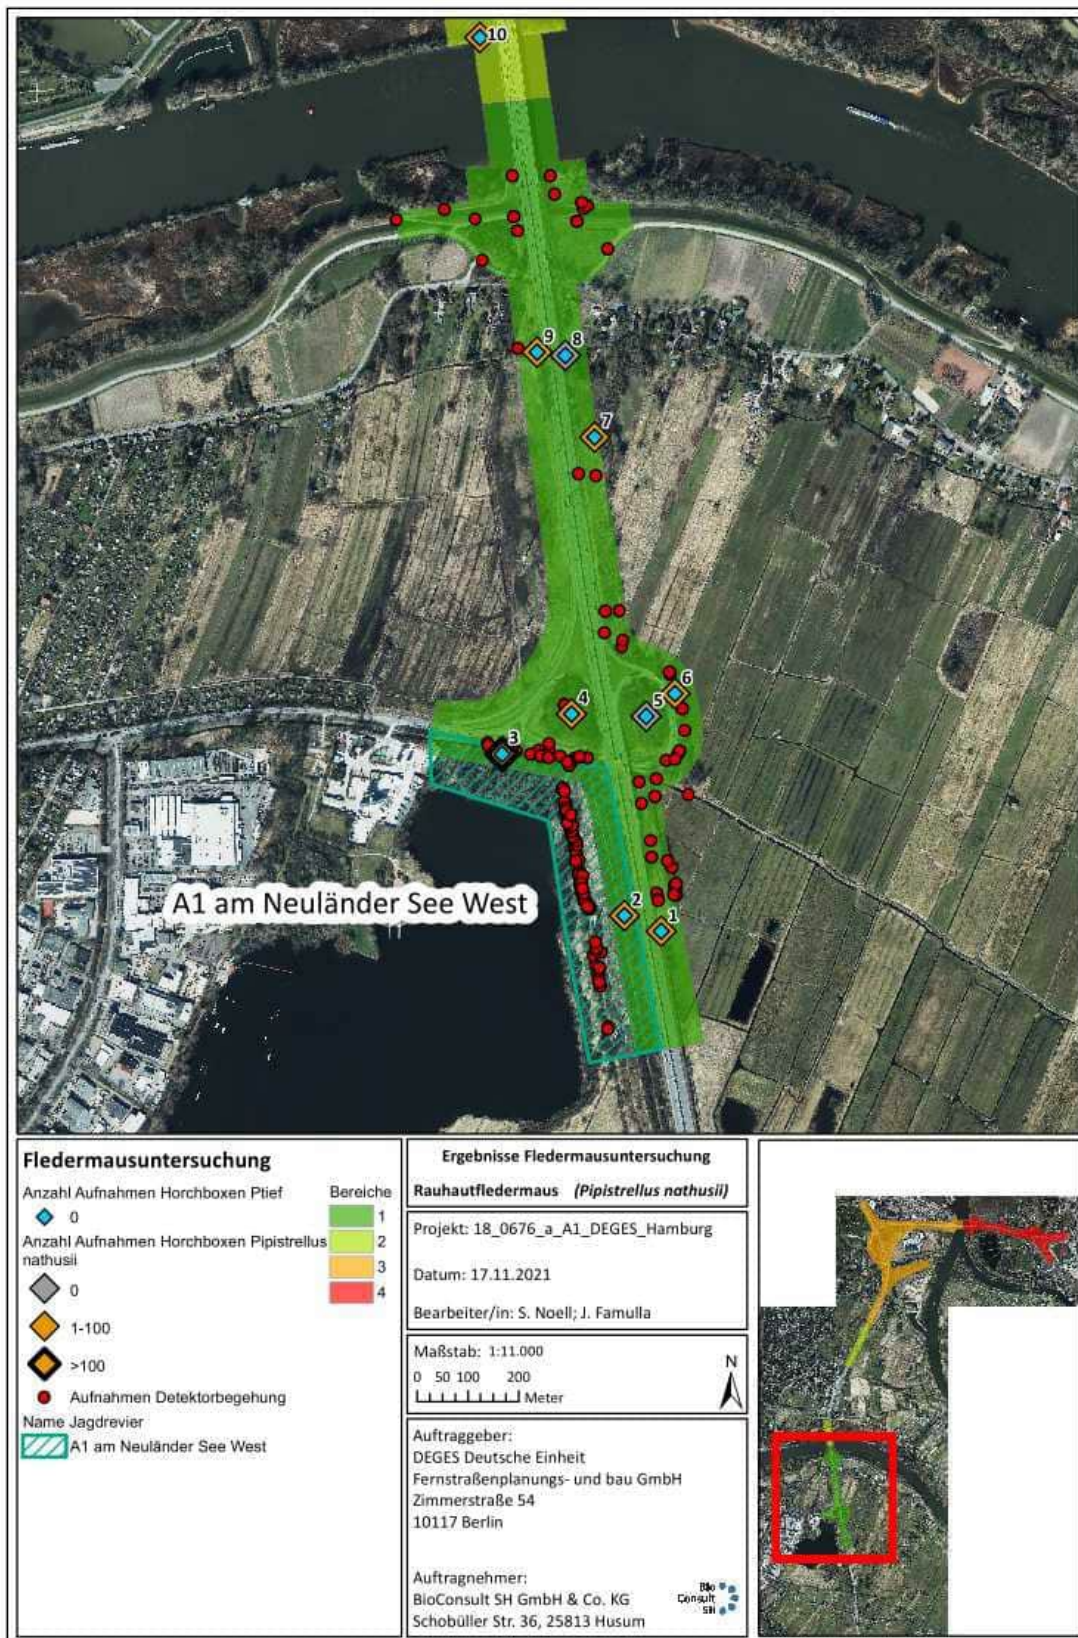 10
9
8
7
6
5
4
3
A1 am Neuländer See West
2
1
Fledermausuntersuchung
Anzahl Aufnahmen Horchboxen Ptief
0
Anzahl Aufnahmen Horchboxen Pipistrellus
nathusii
0
1-100
>100
Aufnahmen Detektorbegehung
Name Jagdrevier
A1 am Neuländer See West
Bereiche
1
2
3
4
Ergebnisse Fledermausuntersuchung
Rauhautfledermaus (Pipistrellus nathusii)
Projekt: 18_0676_a_A1_DEGES_Hamburg
Datum: 17.11.2021
Bearbeiter/in: S. Noell; J. Famulla
Maßstab: 1:11.000
0 50 100 200
Meter
N
Auftraggeber:
DEGES Deutsche Einheit
Fernstraßenplanungs- und bau GmbH
Zimmerstraße 54
10117 Berlin
Auftragnehmer:
BioConsult SH GmbH & Co. KG
Schobüller Str. 36, 25813 Husum
Bio
Consult
SH